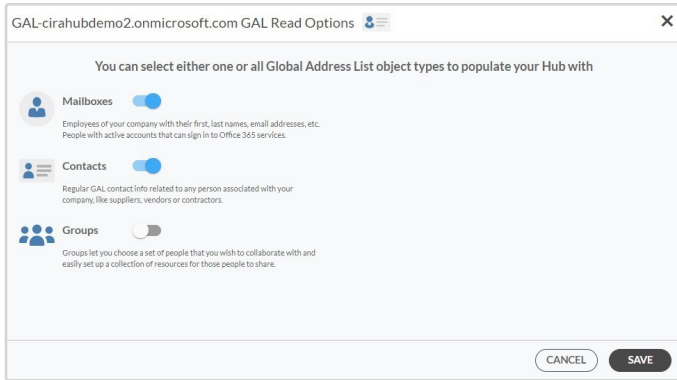 GAL-cirahubdemo2.onmicrosoft.com GAL Read Options
You can select either one or all Global Address List object types to populate your Hub with
Mailboxes
Employees of your company with their first, last names, email addresses, etc.
People with active accounts that can sign in to Office 365 services.
Contacts
Regular GAL contact info related to any person associated with your
company, like suppliers, vendors or contractors.
Groups
Groups let you choose a set of people that you wish to collaborate with and
easily set up a collection of resources for those people to share.
CANCEL
SAVE